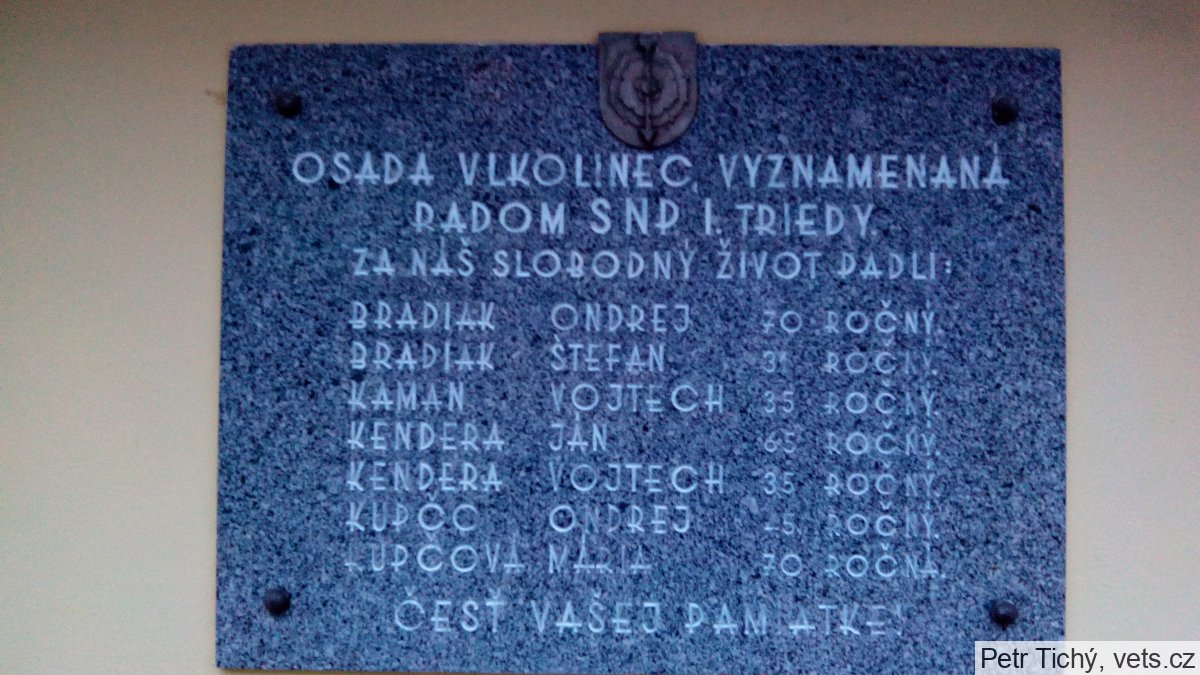 OSADA VLKOLINEC, VYZNAMENANÁ
RADOM SNP I. TRIEDY.
ZA NÁŠ SLOBODNÝ ŽIVOT PADLI:
BRADIAK ONDREJ 70 ROČNÝ.
BRADIAK ŠTEFAN ROČNÝ.
KAMAN VOJTECH 35 ROČNÝ.
KENDERA JÁN 65 ROČNÝ.
KENDERA VOJTECH 35 ROČNÝ.
KUPČO ONDREJ ROČNÝ.
KUPČOVÁ MÁRIA 70 ROČNÁ.
ČESŤ VAŠEJ PAMIATKE!
Petr Tichý, vets.cz